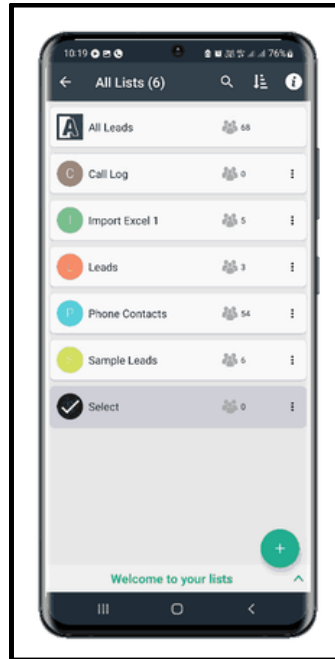 10:19 76%
All Lists (6)
A All Leads 68
C Call Log 0
I Import Excel 1 5
L Leads 3
P Phone Contacts 54
S Sample Leads 6
Select 0
Welcome to your lists